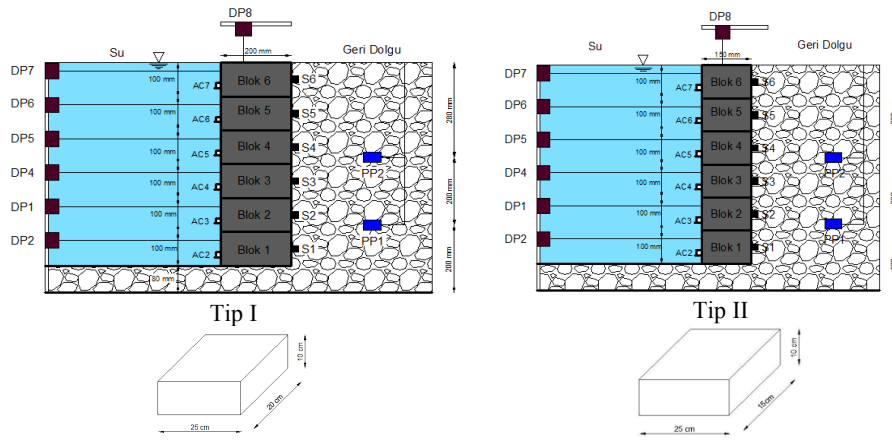 DP8
200 mm
Su
Geri Dolgu
DP7
DP6
DP5
DP4
DP1
DP2
100 mm
100 mm
100 mm
100 mm
100 mm
100 mm
AC7
AC6
AC5
AC4
AC3
AC2
Blok 6
Blok 5
Blok 4
Blok 3
Blok 2
Blok 1
S6
S5
S4
S3
S2
S1
PP2
PP1
280 mm
200 mm
200 mm
80 mm
Tip I
10 cm
20 cm
25 cm
DP8
150 mm
Su
Geri Dolgu
DP7
DP6
DP5
DP4
DP1
DP2
100 mm
100 mm
100 mm
100 mm
100 mm
100 mm
AC7
AC6
AC5
AC4
AC3
AC2
Blok 6
Blok 5
Blok 4
Blok 3
Blok 2
Blok 1
S6
S5
S4
S3
S2
S1
PP2
PP1
Tip II
10 cm
15cm
25 cm